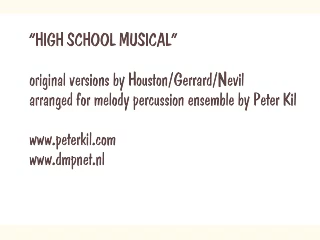 “HIGH SCHOOL MUSICAL”
original versions by Houston/Gerrard/Nevil
arranged for melody percussion ensemble by Peter Kil
www.peterkil.com
www.dmpnet.nl